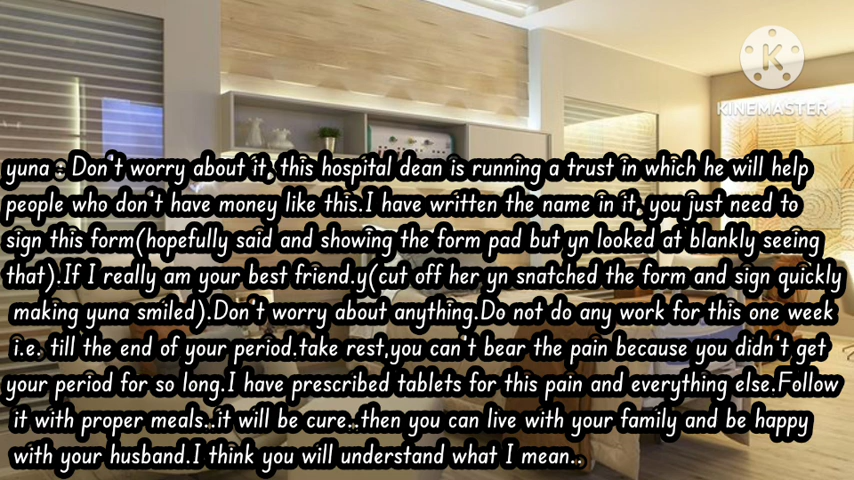 KINEMASTER
yuna : Don't worry about it, this hospital dean is running a trust in which he will help
people who don't have money like this.I have written the name in it, you just need to
sign this form(hopefully said and showing the form pad but yn looked at blankly seeing
that).If I really am your best friend.y(cut off her yn snatched the form and sign quickly
making yuna smiled).Don't worry about anything.Do not do any work for this one week
i.e. till the end of your period.take rest,you can't bear the pain because you didn't get
your period for so long.I have prescribed tablets for this pain and everything else.Follow
it with proper meals..it will be cure..then you can live with your family and be happy
with your husband.I think you will understand what I mean..